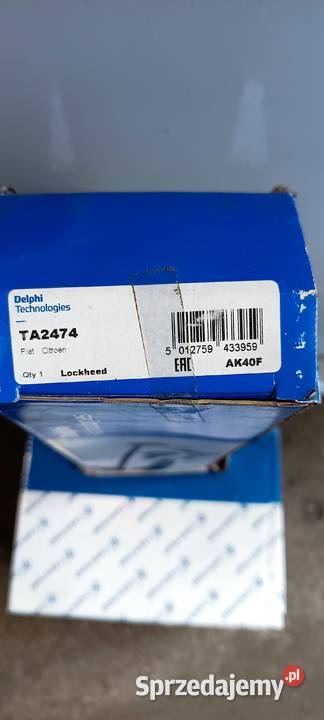 Delphi
Technologies
TA2474
Fiat Citroen
Qty 1 Lockheed
5 012759 433959
EAC
AK40F
Sprzedajemy.pl